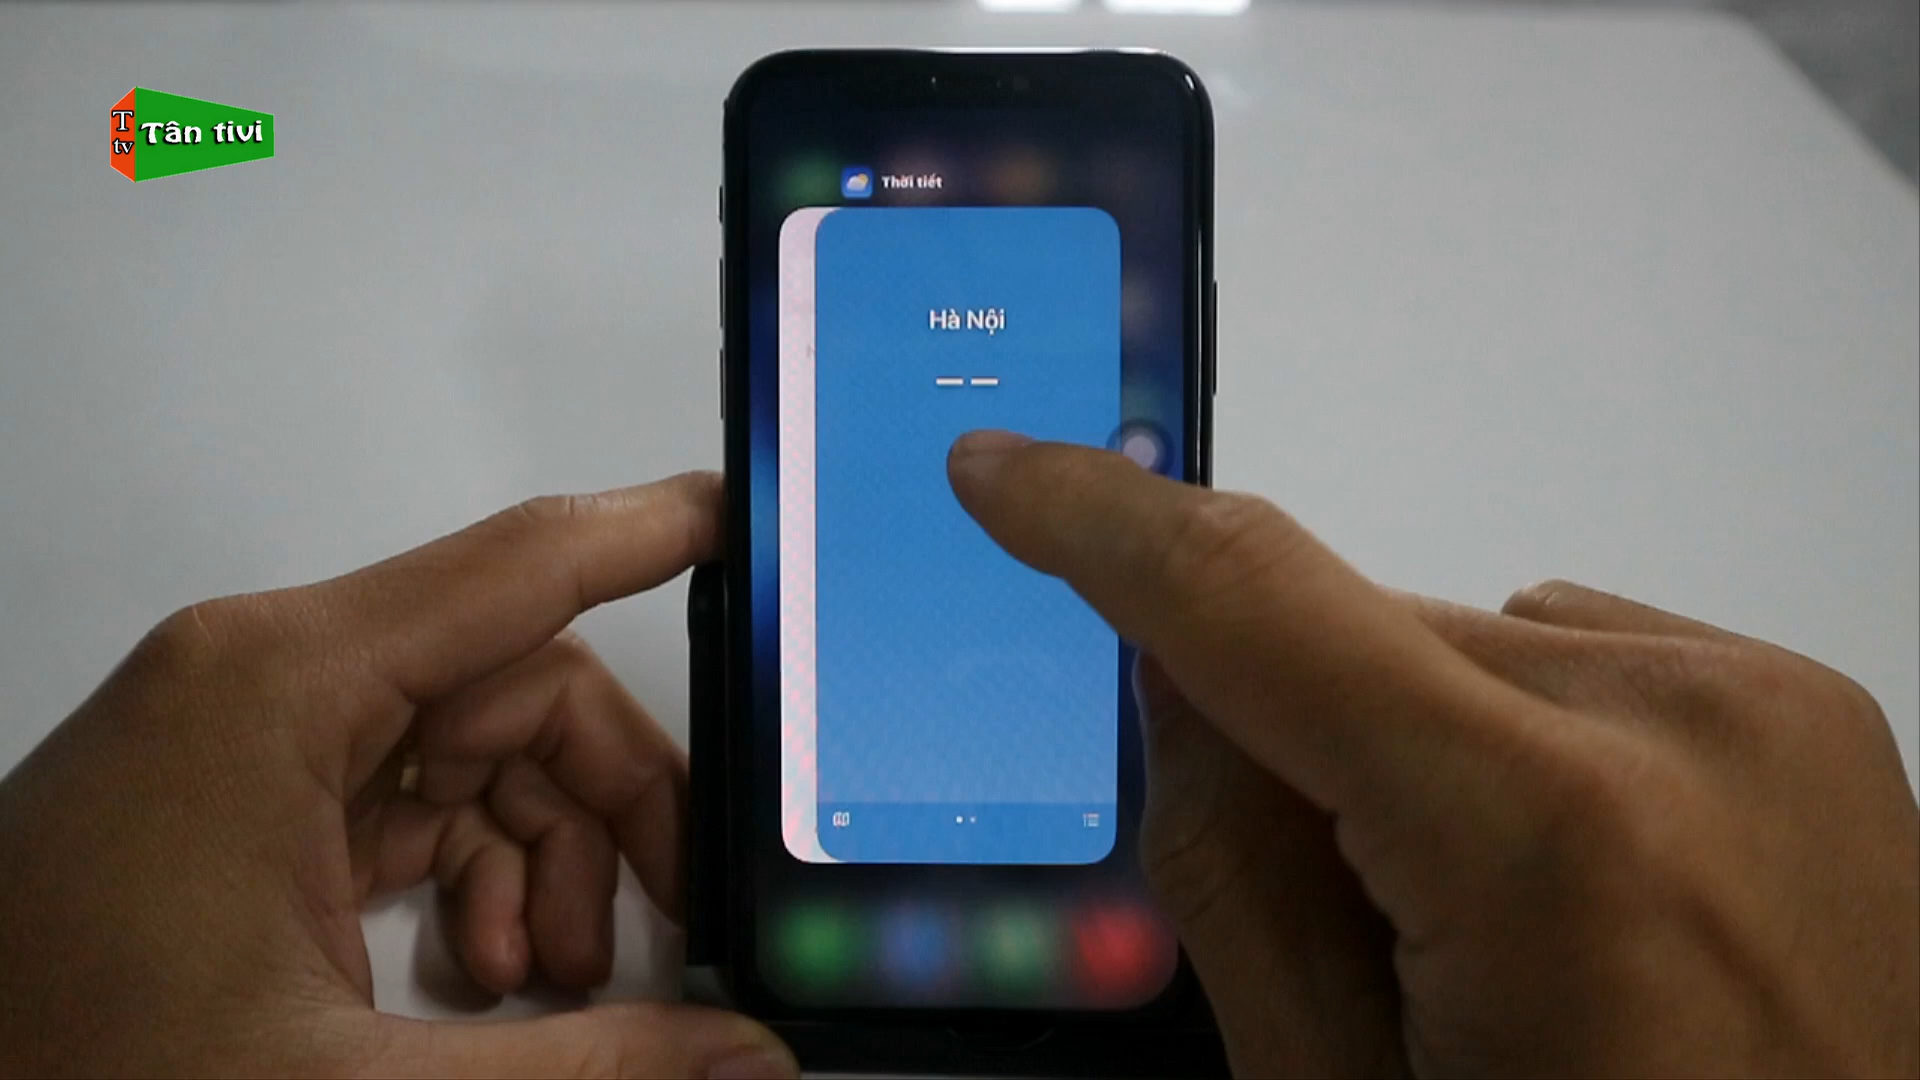 T
tv
Tân tivi
Thời tiết
Hà Nội
— —